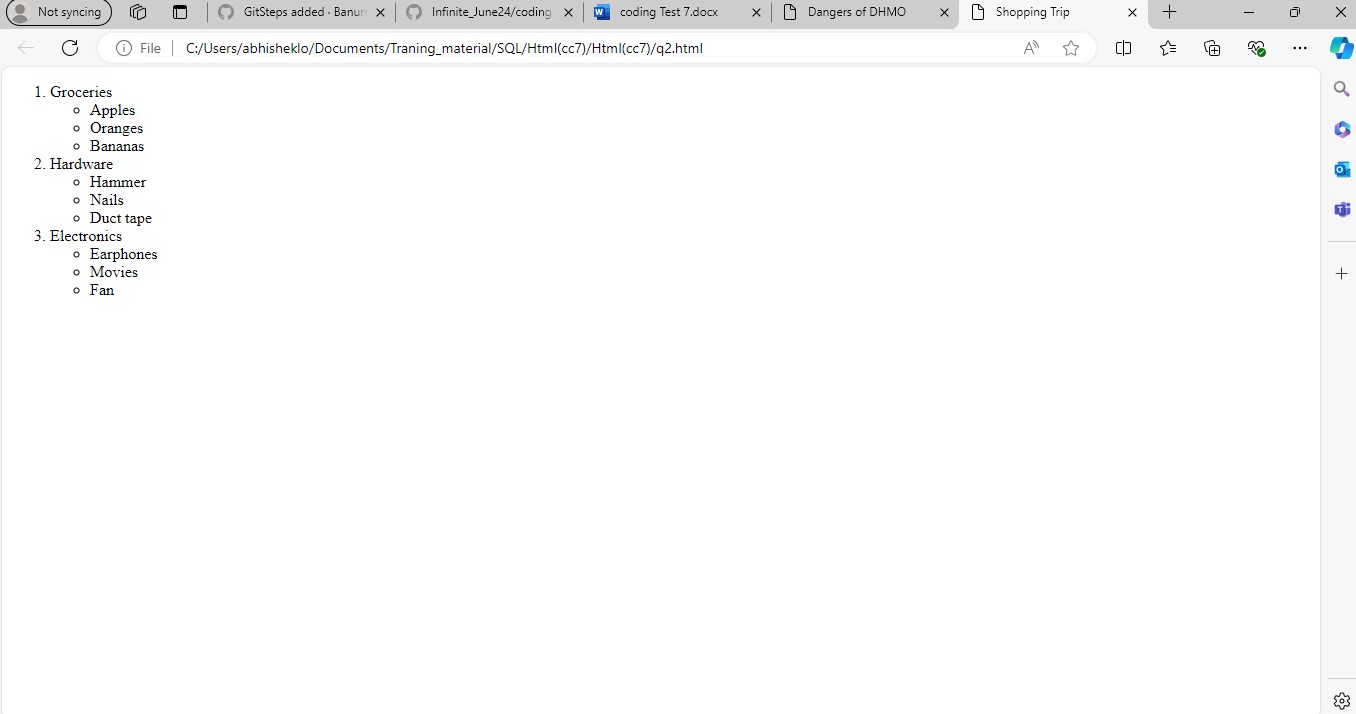 Not syncing
GitSteps added · Banur
Infinite_June24/coding
coding Test 7.docx
Dangers of DHMO
Shopping Trip
File
C:/Users/abhisheklo/Documents/Traning_material/SQL/Html(cc7)/Html(cc7)/q2.html
1. Groceries
Apples
Oranges
Bananas
2. Hardware
Hammer
Nails
Duct tape
3. Electronics
Earphones
Movies
Fan